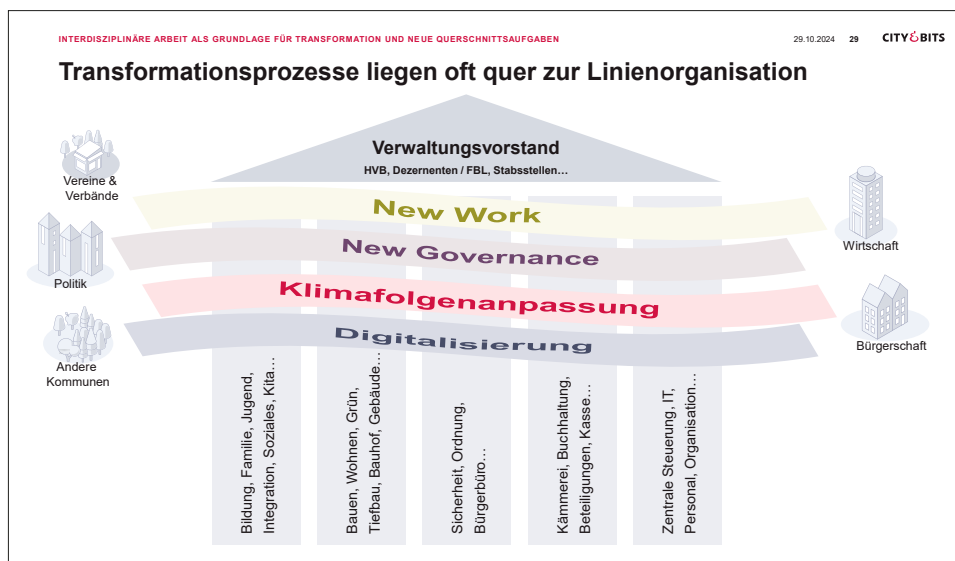 INTERDISZIPLINÄRE ARBEIT ALS GRUNDLAGE FÜR TRANSFORMATION UND NEUE QUERSCHNITTSAUFGABEN
29.10.2024 29 CITY&BITS
Transformationsprozesse liegen oft quer zur Linienorganisation
Verwaltungsvorstand
HVB, Dezernenten / FBL, Stabsstellen…
Vereine &
Verbände
Politik
Andere
Kommunen
New Work
New Governance
Klimafolgenanpassung
Digitalisierung
Wirtschaft
Bürgerschaft
Bildung, Familie, Jugend,
Integration, Soziales, Kita…
Bauen, Wohnen, Grün,
Tiefbau, Bauhof, Gebäude…
Sicherheit, Ordnung,
Bürgerbüro…
Kämmerei, Buchhaltung,
Beteiligungen, Kasse…
Zentrale Steuerung, IT,
Personal, Organisation…